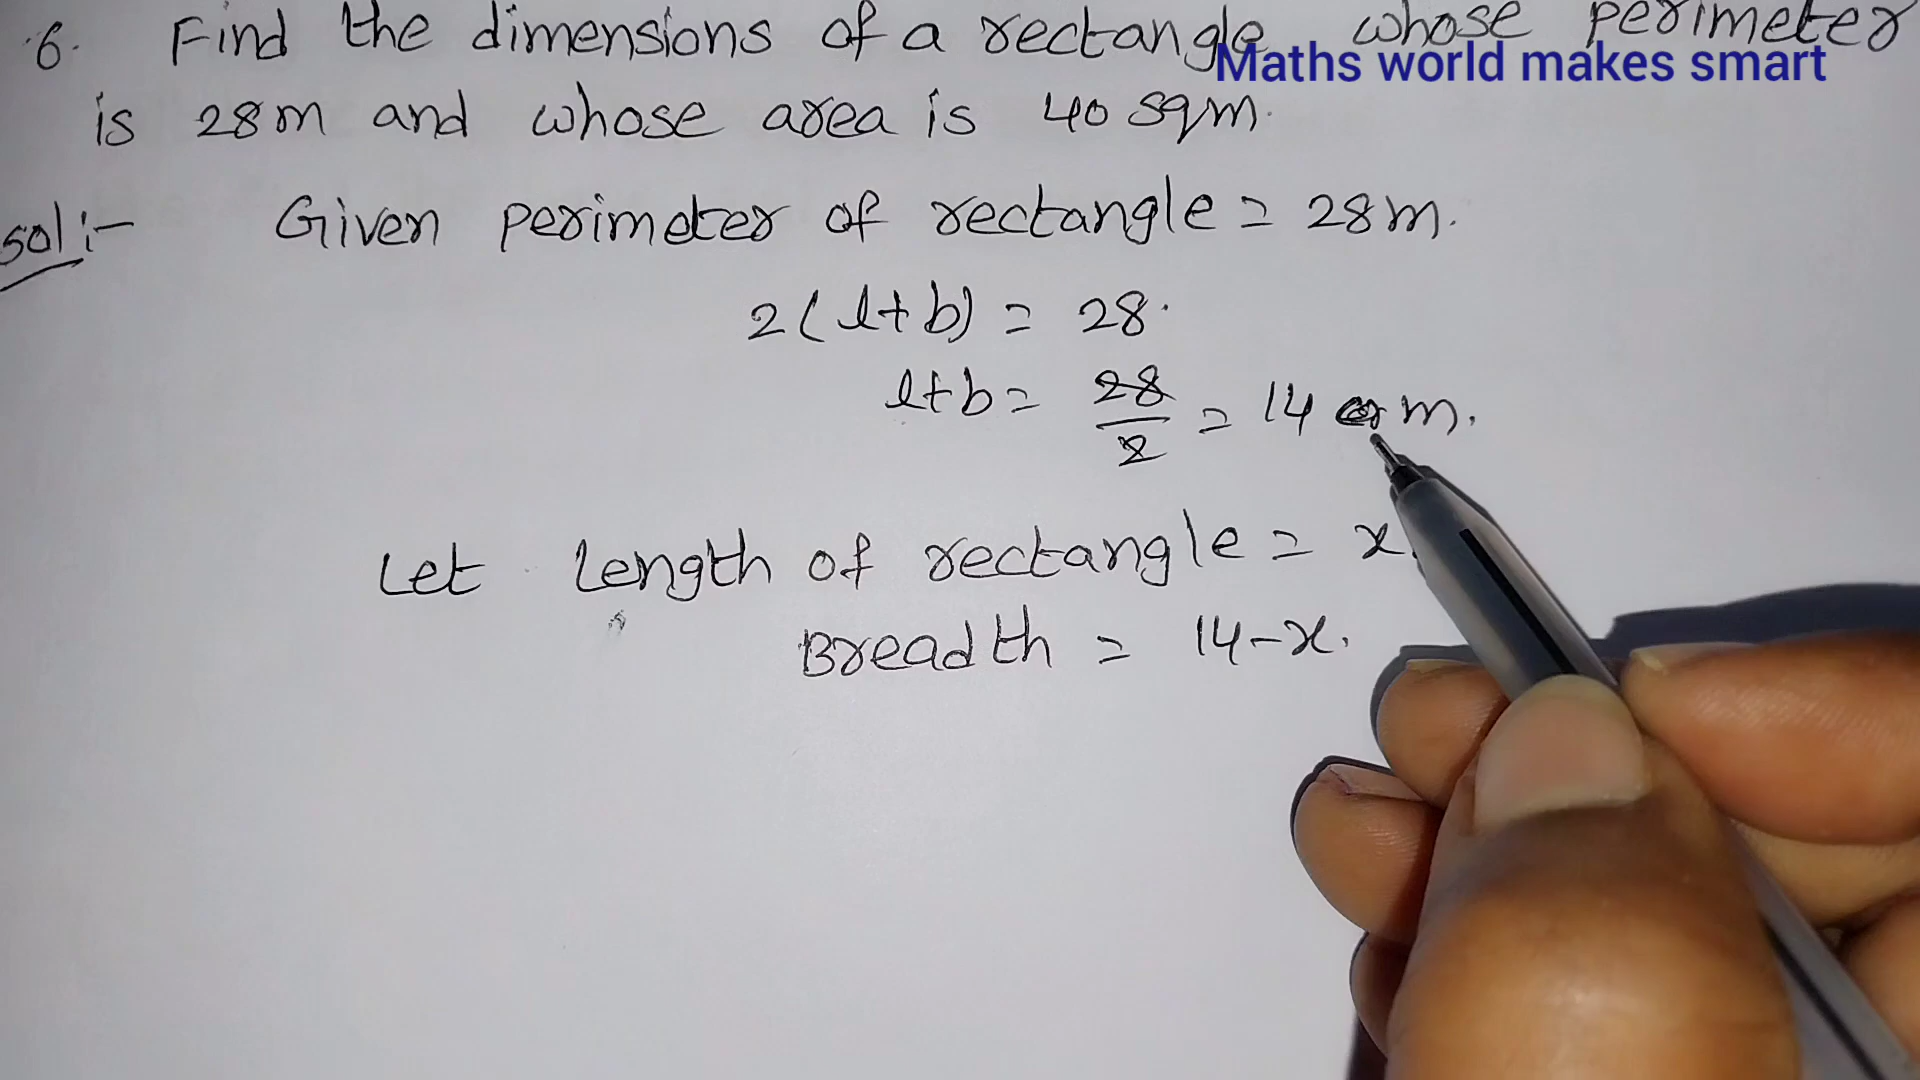 6. Find the dimensions of a rectangle whose perimeter
Maths world makes smart
is 28m and whose area is 40 sqm.
Sol:- Given perimeter of rectangle = 28m.
2(l+b) = 28.
l+b = 28/2 = 14 m.
Let Length of rectangle = x.
Breadth = 14-x.